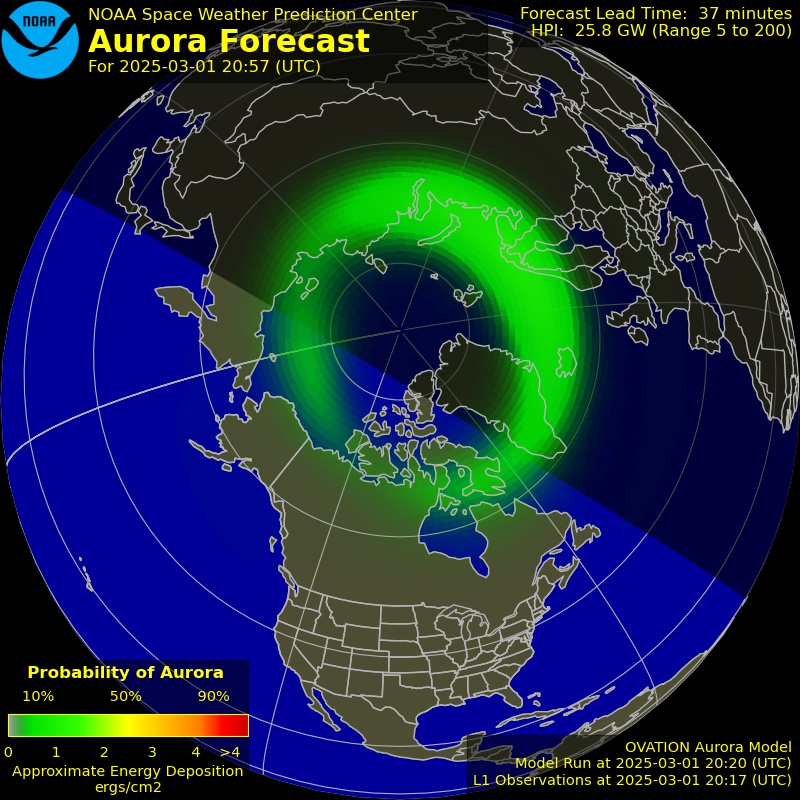 NOAA
NOAA Space Weather Prediction Center
Aurora Forecast
For 2025-03-01 20:57 (UTC)
Forecast Lead Time: 37 minutes
HPI: 25.8 GW (Range 5 to 200)
Probability of Aurora
10% 50% 90%
0 1 2 3 4 >4
Approximate Energy Deposition
ergs/cm2
OVATION Aurora Model
Model Run at 2025-03-01 20:20 (UTC)
L1 Observations at 2025-03-01 20:17 (UTC)